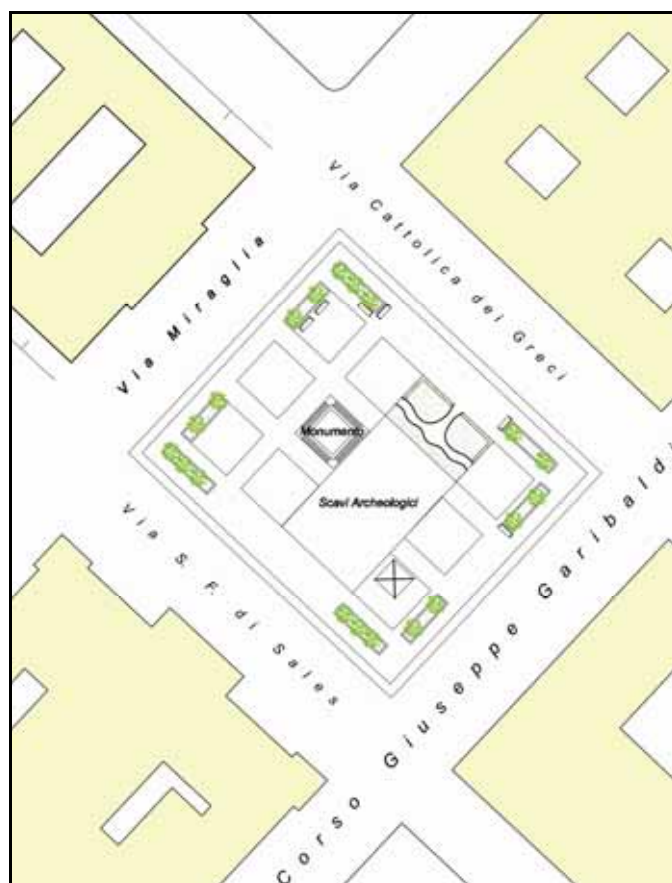 Via Cattolica dei Greci
Via Miraglia
Monumento
Scavi Archeologici
Via S. F. di Sales
Corso Giuseppe Garibaldi